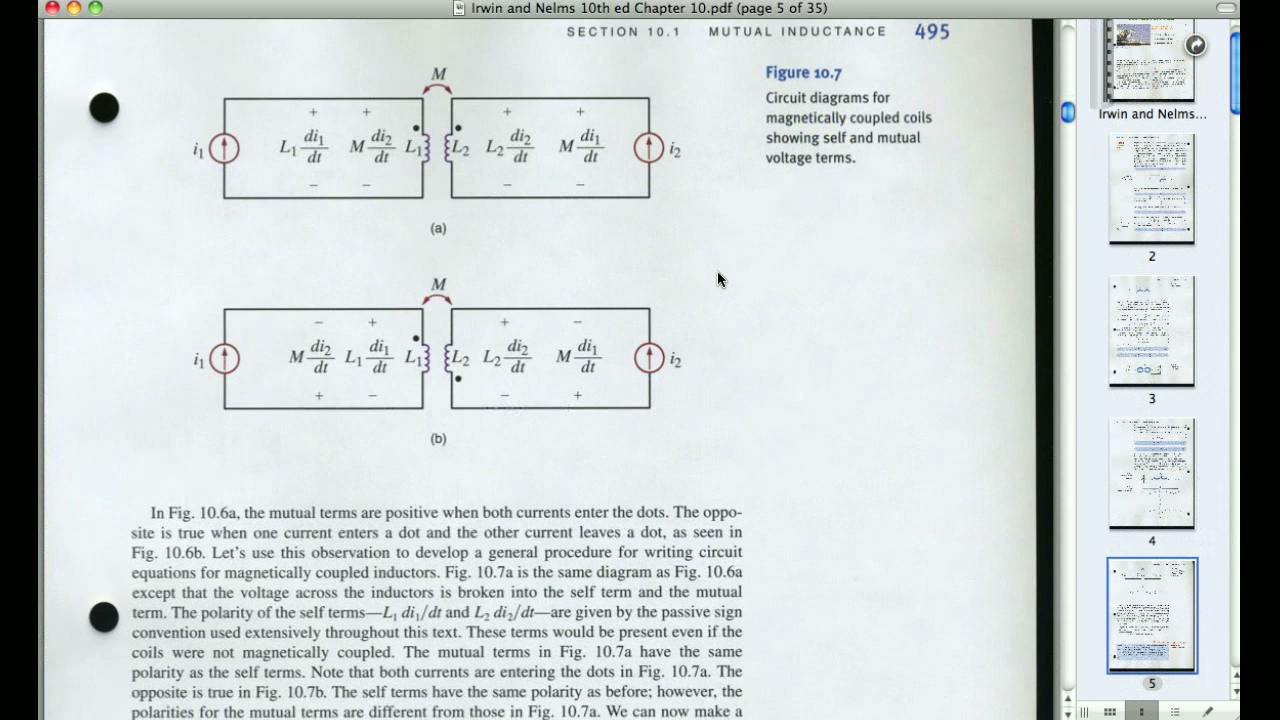 Irwin and Nelms 10th ed Chapter 10.pdf (page 5 of 35)
SECTION 10.1 MUTUAL INDUCTANCE 495
Figure 10.7
Circuit diagrams for
magnetically coupled coils
showing self and mutual
voltage terms.
M
+ + + +
i₁ L₁ di₁/dt M di₂/dt L₁ L₂ L₂ di₂/dt M di₁/dt i₂
− − − −
(a)
M
− + + −
i₁ M di₂/dt L₁ di₁/dt L₁ L₂ L₂ di₂/dt M di₁/dt i₂
+ − − +
(b)
In Fig. 10.6a, the mutual terms are positive when both currents enter the dots. The oppo-
site is true when one current enters a dot and the other current leaves a dot, as seen in
Fig. 10.6b. Let's use this observation to develop a general procedure for writing circuit
equations for magnetically coupled inductors. Fig. 10.7a is the same diagram as Fig. 10.6a
except that the voltage across the inductors is broken into the self term and the mutual
term. The polarity of the self terms—L₁ di₁/dt and L₂ di₂/dt—are given by the passive sign
convention used extensively throughout this text. These terms would be present even if the
coils were not magnetically coupled. The mutual terms in Fig. 10.7a have the same
polarity as the self terms. Note that both currents are entering the dots in Fig. 10.7a. The
opposite is true in Fig. 10.7b. The self terms have the same polarity as before; however, the
polarities for the mutual terms are different from those in Fig. 10.7a. We can now make a
Irwin and Nelms...
2
3
4
5